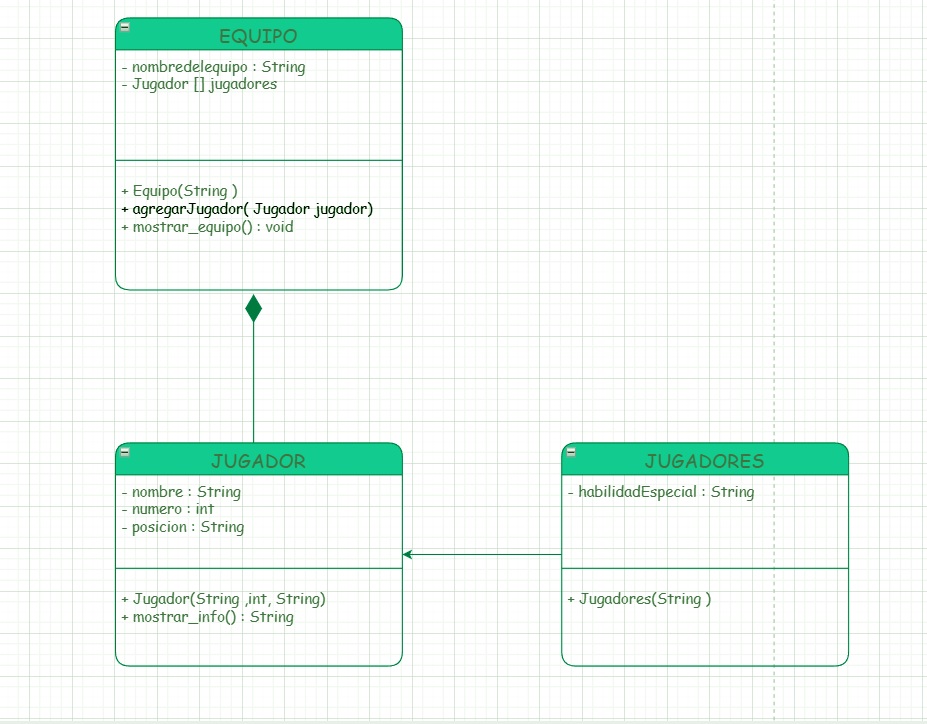 EQUIPO
- nombredelequipo : String
- Jugador [] jugadores
+ Equipo(String )
+ agregarJugador( Jugador jugador)
+ mostrar_equipo() : void
JUGADOR
- nombre : String
- numero : int
- posicion : String
+ Jugador(String ,int, String)
+ mostrar_info() : String
JUGADORES
- habilidadEspecial : String
+ Jugadores(String )